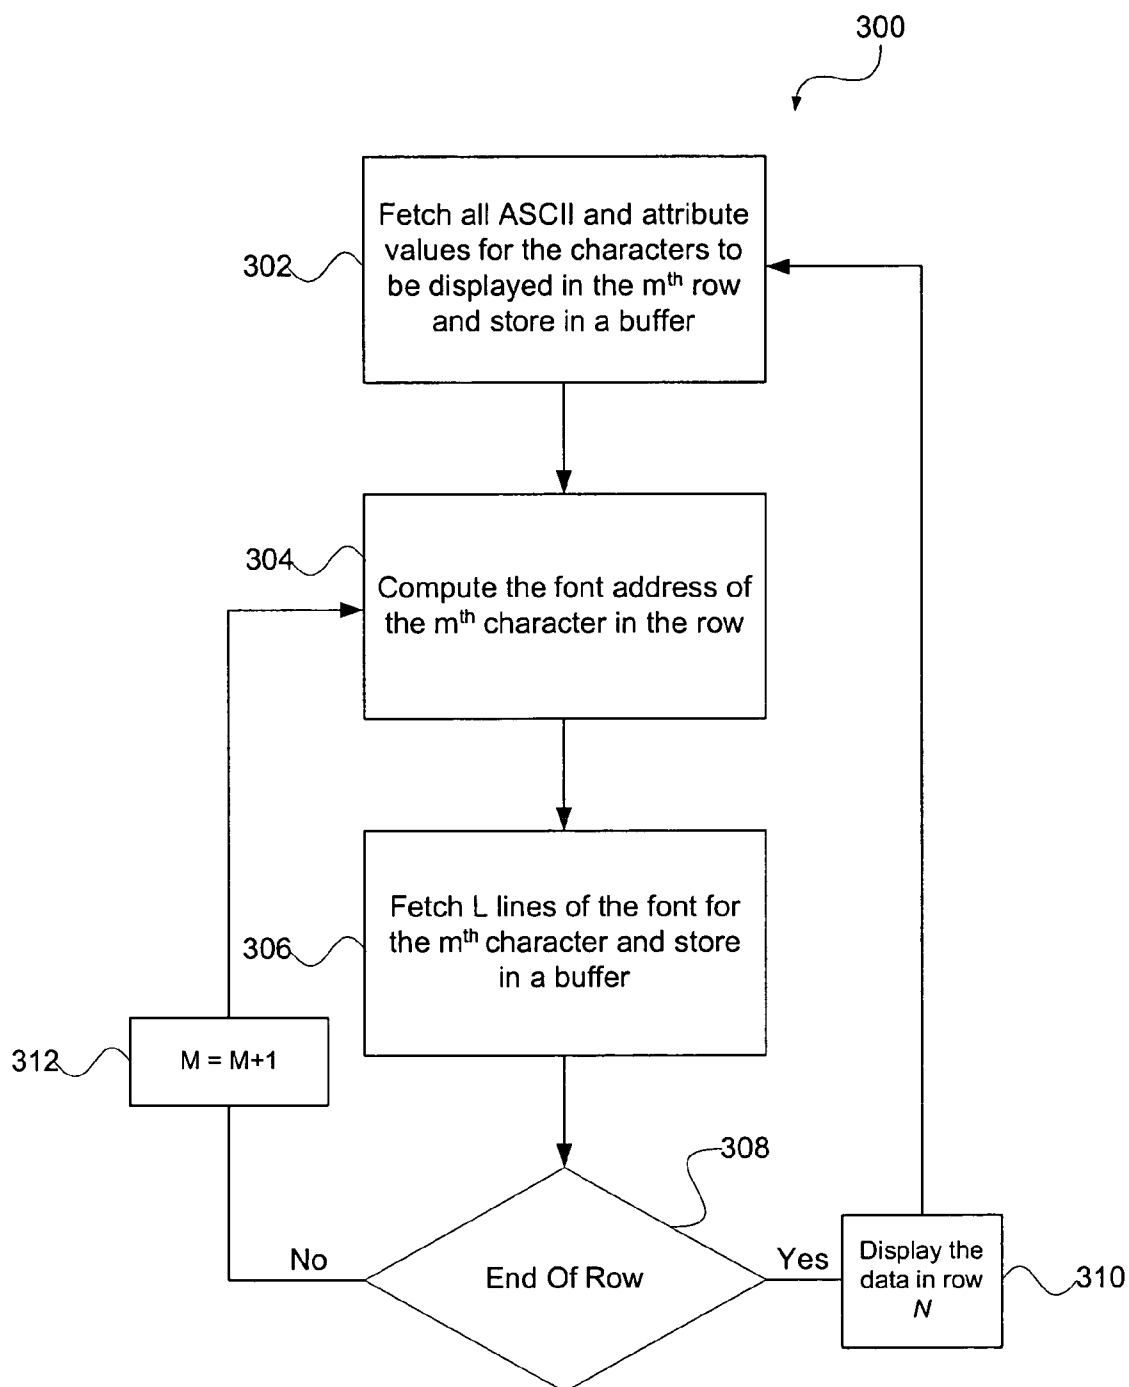 300
Fetch all ASCII and attribute
values for the characters to
be displayed in the mth row
and store in a buffer
302
304
Compute the font address of
the mth character in the row
Fetch L lines of the font for
the mth character and store
in a buffer
306
312
M = M+1
308
No
End Of Row
Yes
Display the
data in row
N
310